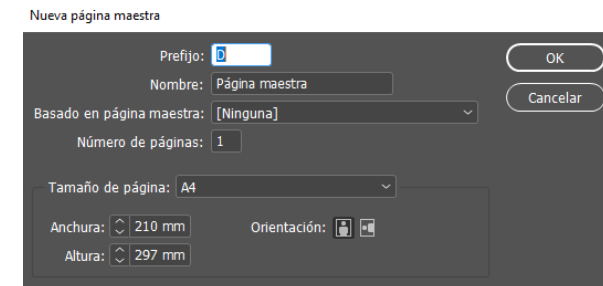 Nueva página maestra
Prefijo: D
OK
Nombre: Página maestra
Cancelar
Basado en página maestra: [Ninguna]
Número de páginas: 1
Tamaño de página: A4
Anchura: 210 mm Orientación:
Altura: 297 mm